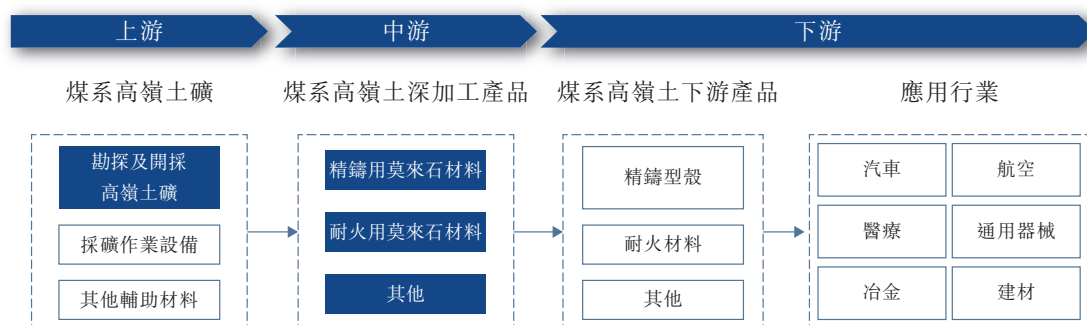 上游
中游
下游
煤系高嶺土礦
煤系高嶺土深加工產品
煤系高嶺土下游產品
應用行業
勘探及開採
高嶺土礦
採礦作業設備
其他輔助材料
精鑄用莫來石材料
耐火用莫來石材料
其他
精鑄型殼
耐火材料
其他
汽車
航空
醫療
通用器械
冶金
建材